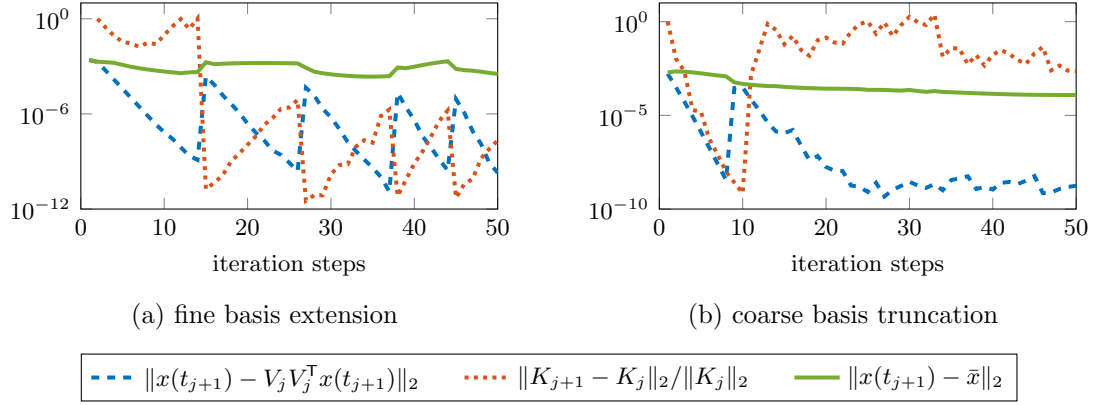 10^0
10^{-6}
10^{-12}
0 10 20 30 40 50
iteration steps
(a) fine basis extension
10^0
10^{-5}
10^{-10}
0 10 20 30 40 50
iteration steps
(b) coarse basis truncation
‖x(t_{j+1}) − V_j V_j^T x(t_{j+1})‖_2 ‖K_{j+1} − K_j‖_2/‖K_j‖_2 ‖x(t_{j+1}) − x̄‖_2